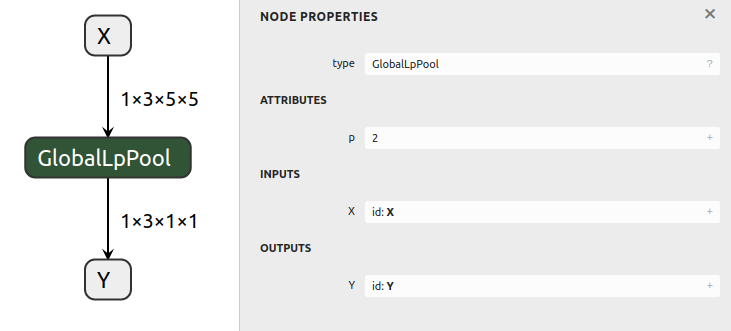 X
1×3×5×5
GlobalLpPool
1×3×1×1
Y
NODE PROPERTIES ×
type GlobalLpPool ?
ATTRIBUTES
p 2 +
INPUTS
X id: X +
OUTPUTS
Y id: Y +